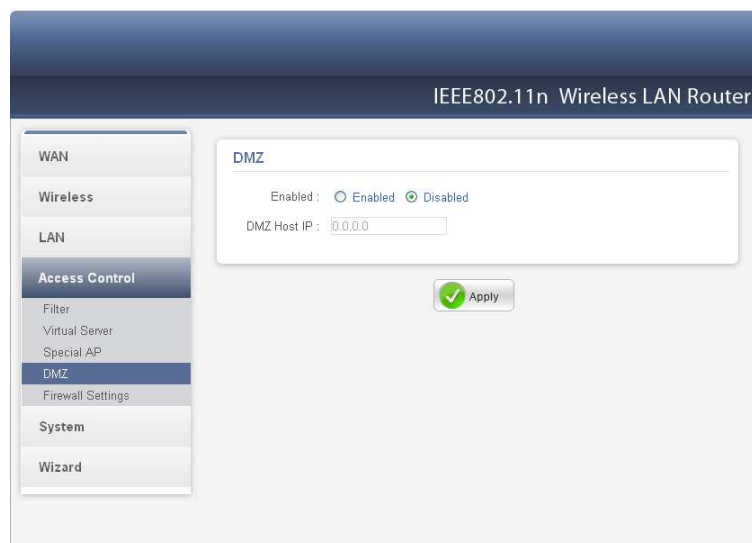 IEEE802.11n Wireless LAN Router
WAN
Wireless
LAN
Access Control
Filter
Virtual Server
Special AP
DMZ
Firewall Settings
System
Wizard
DMZ
Enabled : Enabled Disabled
DMZ Host IP : 0.0.0.0
Apply